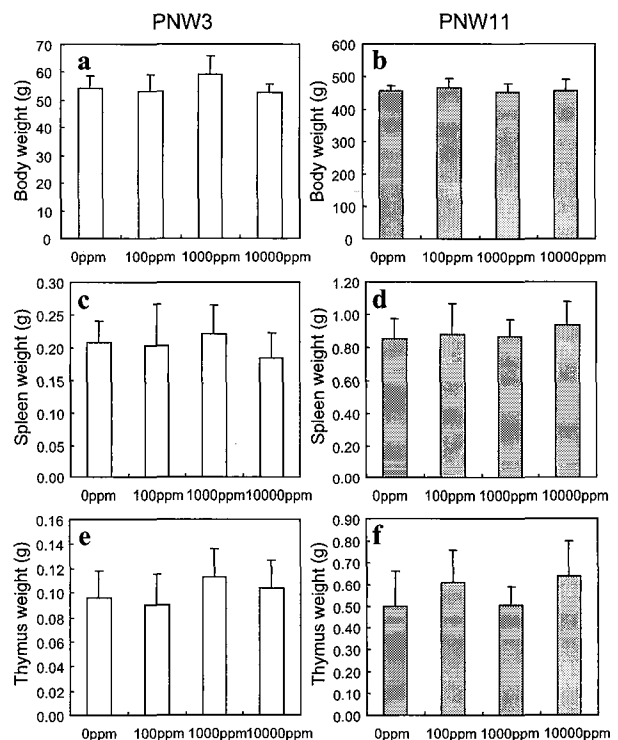 PNW3
PNW11
a
Body weight (g)
70
60
50
40
30
20
10
0
0ppm 100ppm 1000ppm 10000ppm
b
Body weight (g)
600
500
400
300
200
100
0
0ppm 100ppm 1000ppm 10000ppm
c
Spleen weight (g)
0.30
0.25
0.20
0.15
0.10
0.05
0.00
0ppm 100ppm 1000ppm 10000ppm
d
Spleen weight (g)
1.20
1.00
0.80
0.60
0.40
0.20
0.00
0ppm 100ppm 1000ppm 10000ppm
e
Thymus weight (g)
0.16
0.14
0.12
0.10
0.08
0.06
0.04
0.02
0.00
0ppm 100ppm 1000ppm 10000ppm
f
Thymus weight (g)
0.90
0.80
0.70
0.60
0.50
0.40
0.30
0.20
0.10
0.00
0ppm 100ppm 1000ppm 10000ppm